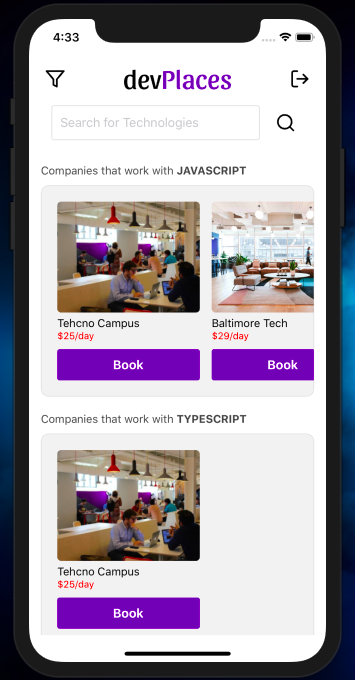 4:33
devPlaces
Search for Technologies
Companies that work with JAVASCRIPT
Tehcno Campus
$25/day
Book
Baltimore Tech
$29/day
Book
Companies that work with TYPESCRIPT
Tehcno Campus
$25/day
Book